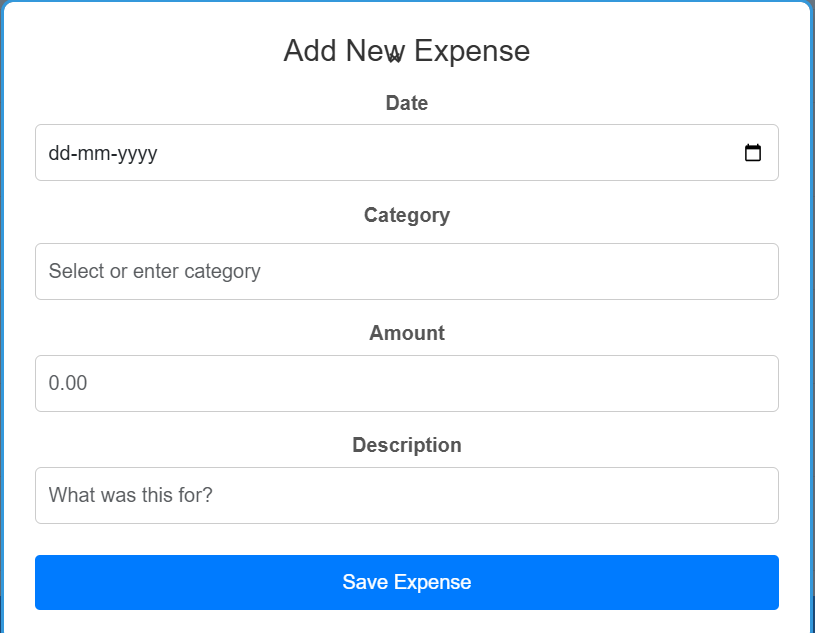 Add New Expense
Date
dd-mm-yyyy
Category
Select or enter category
Amount
0.00
Description
What was this for?
Save Expense